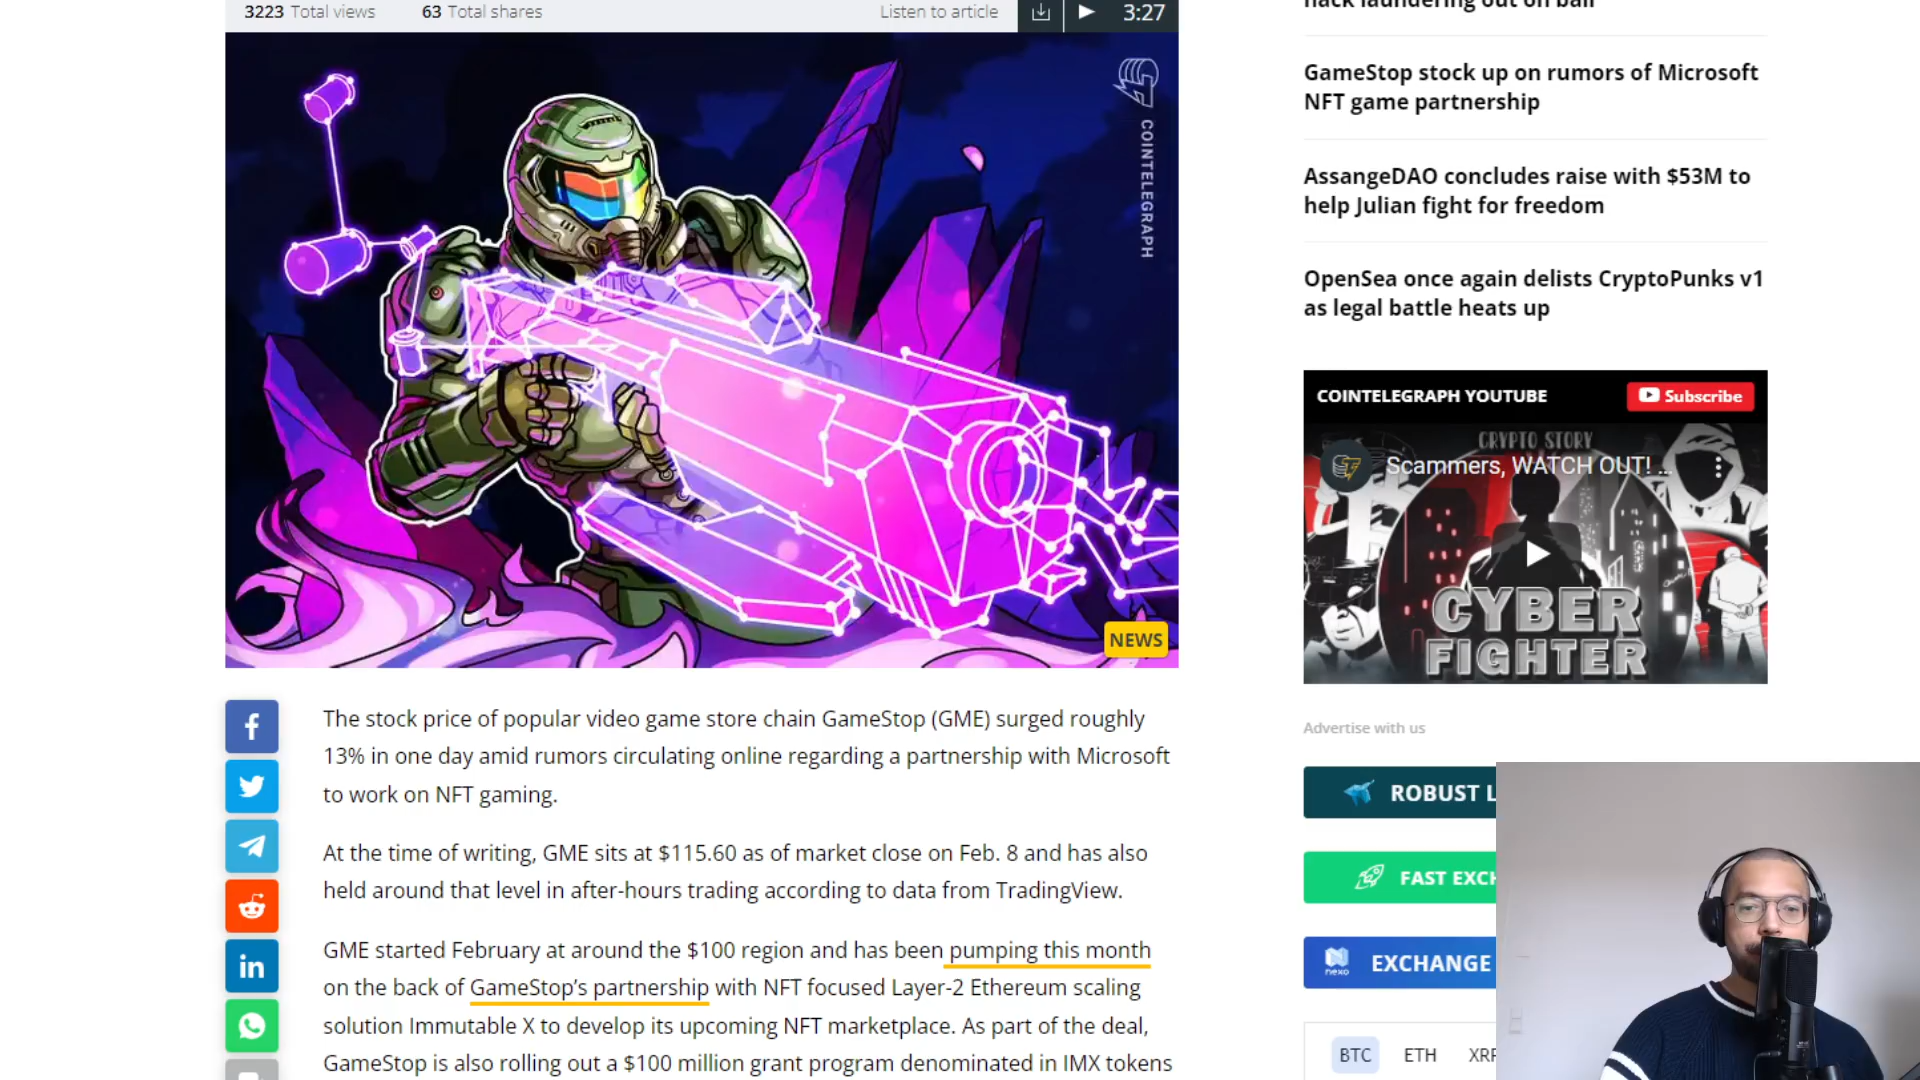 3223 Total views 63 Total shares Listen to article 3:27
COINTELEGRAPH
NEWS
The stock price of popular video game store chain GameStop (GME) surged roughly
13% in one day amid rumors circulating online regarding a partnership with Microsoft
to work on NFT gaming.
At the time of writing, GME sits at $115.60 as of market close on Feb. 8 and has also
held around that level in after-hours trading according to data from TradingView.
GME started February at around the $100 region and has been pumping this month
on the back of GameStop’s partnership with NFT focused Layer-2 Ethereum scaling
solution Immutable X to develop its upcoming NFT marketplace. As part of the deal,
GameStop is also rolling out a $100 million grant program denominated in IMX tokens
hack laundering out on bail
GameStop stock up on rumors of Microsoft
NFT game partnership
AssangeDAO concludes raise with $53M to
help Julian fight for freedom
OpenSea once again delists CryptoPunks v1
as legal battle heats up
COINTELEGRAPH YOUTUBE Subscribe
CRYPTO STORY
Scammers, WATCH OUT! ...
CYBER
FIGHTER
Advertise with us
ROBUST L
FAST EXCH
nexo EXCHANGE
BTC ETH XRP